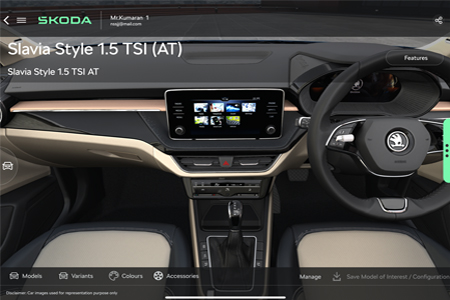 SKODA
Mr.Kumaran 1
Slavia Style 1.5 TSI (AT)
Features
Slavia Style 1.5 TSI AT
Models
Variants
Colours
Accessories
Manage
Save Model of Interest / Configuration
Disclaimer: Car images used for representation purpose only.